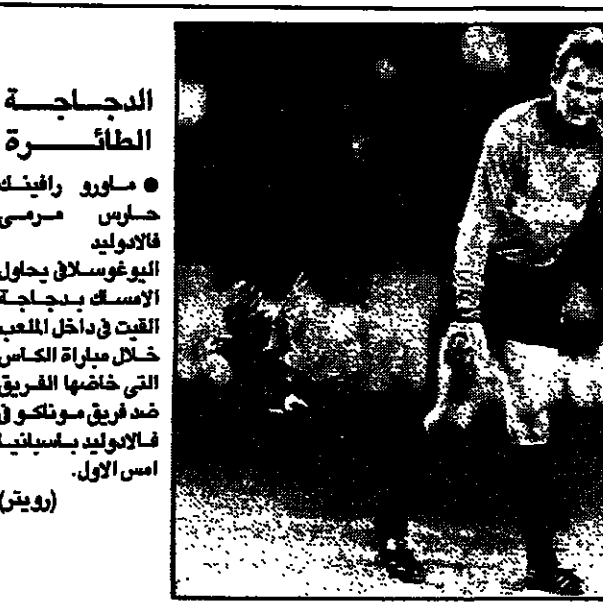 الدجاجة
الطائرة
● ماورو رافينك
حارس مرمى
فالادوليد
اليوغوسلافي يحاول
الامساك بدجاجة
القيت في داخل الملعب
خلال مباراة الكاس
التي خاضها الفريق
ضد فريق موناكو في
فالادوليد باسبانيا
امس الاول.
(رويتر)